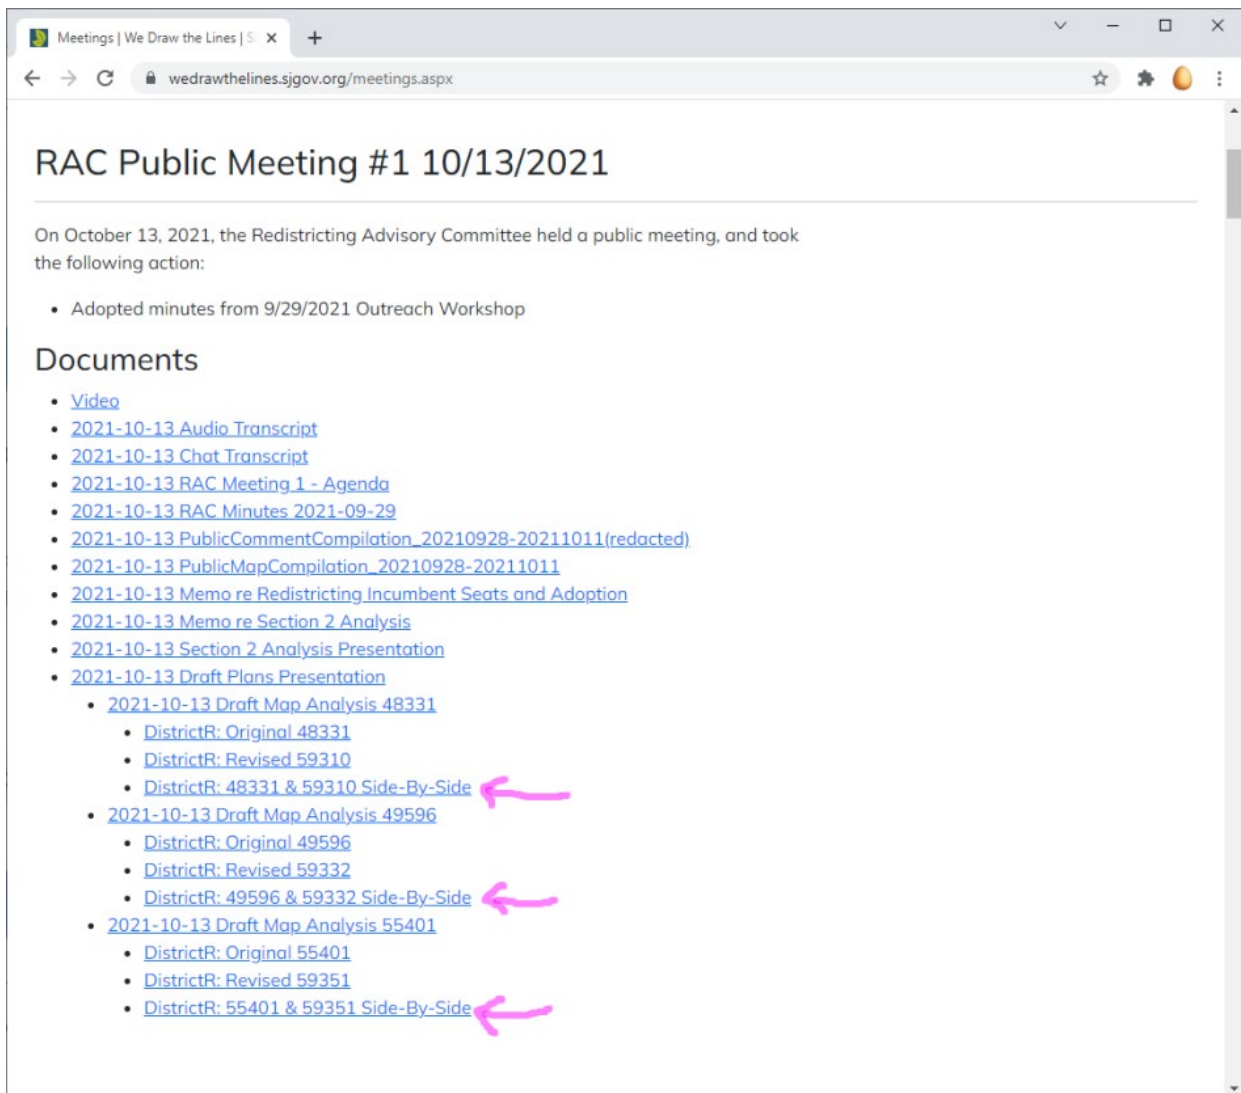 Meetings | We Draw the Lines | S
wedrawthelines.sjgov.org/meetings.aspx
RAC Public Meeting #1 10/13/2021
On October 13, 2021, the Redistricting Advisory Committee held a public meeting, and took
the following action:
Adopted minutes from 9/29/2021 Outreach Workshop
Documents
Video
2021-10-13 Audio Transcript
2021-10-13 Chat Transcript
2021-10-13 RAC Meeting 1 - Agenda
2021-10-13 RAC Minutes 2021-09-29
2021-10-13 PublicCommentCompilation_20210928-20211011(redacted)
2021-10-13 PublicMapCompilation_20210928-20211011
2021-10-13 Memo re Redistricting Incumbent Seats and Adoption
2021-10-13 Memo re Section 2 Analysis
2021-10-13 Section 2 Analysis Presentation
2021-10-13 Draft Plans Presentation
2021-10-13 Draft Map Analysis 48331
DistrictR: Original 48331
DistrictR: Revised 59310
DistrictR: 48331 & 59310 Side-By-Side
2021-10-13 Draft Map Analysis 49596
DistrictR: Original 49596
DistrictR: Revised 59332
DistrictR: 49596 & 59332 Side-By-Side
2021-10-13 Draft Map Analysis 55401
DistrictR: Original 55401
DistrictR: Revised 59351
DistrictR: 55401 & 59351 Side-By-Side